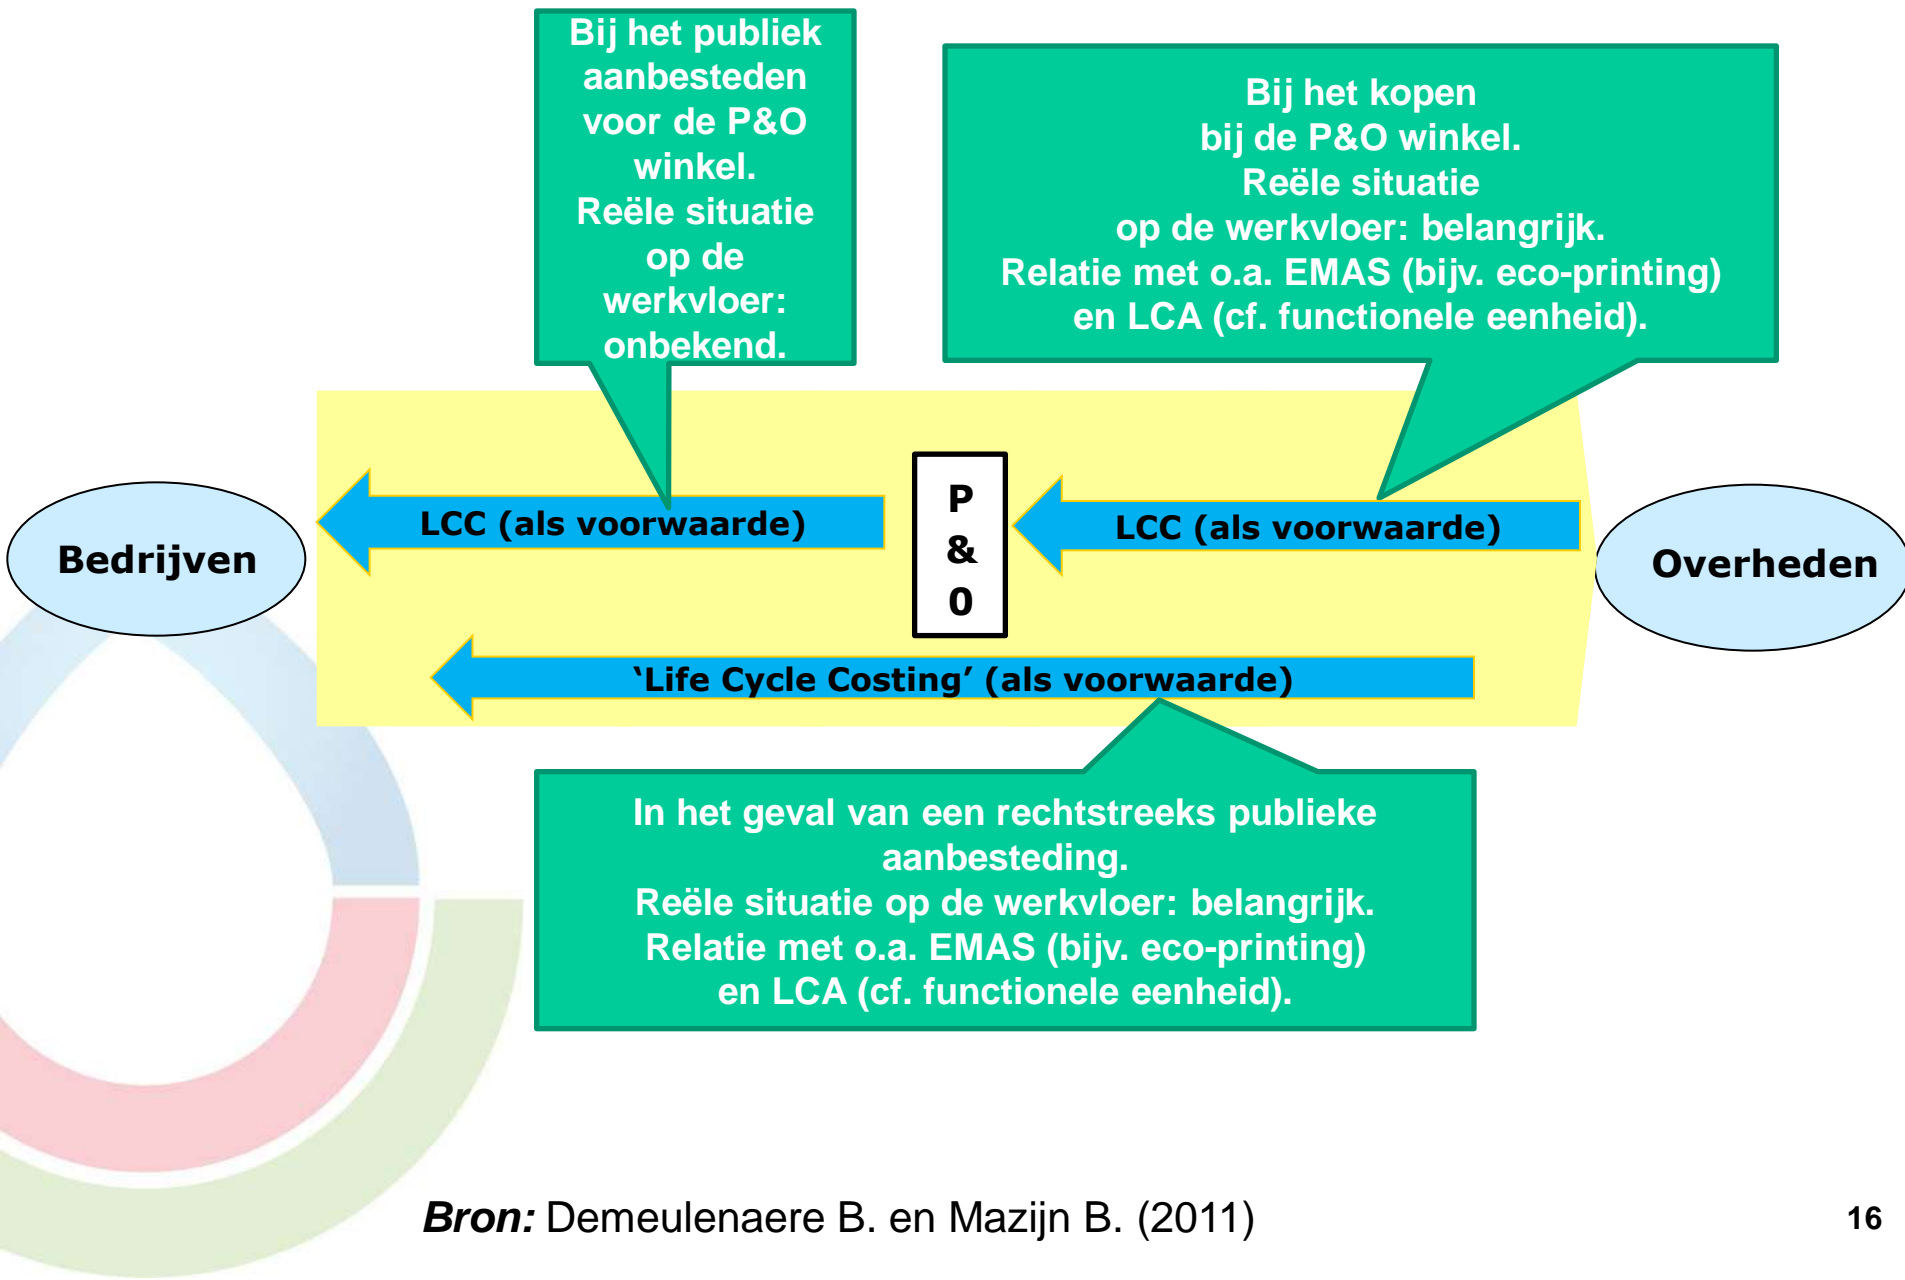 Bij het publiek
aanbesteden
voor de P&O
winkel.
Reële situatie
op de
werkvloer:
onbekend.
Bij het kopen
bij de P&O winkel.
Reële situatie
op de werkvloer: belangrijk.
Relatie met o.a. EMAS (bijv. eco-printing)
en LCA (cf. functionele eenheid).
Bedrijven
LCC (als voorwaarde)
P
&
0
LCC (als voorwaarde)
Overheden
‘Life Cycle Costing’ (als voorwaarde)
In het geval van een rechtstreeks publieke
aanbesteding.
Reële situatie op de werkvloer: belangrijk.
Relatie met o.a. EMAS (bijv. eco-printing)
en LCA (cf. functionele eenheid).
Bron: Demeulenaere B. en Mazijn B. (2011)
16